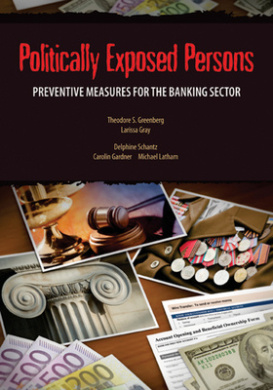 Politically Exposed Persons
PREVENTIVE MEASURES FOR THE BANKING SECTOR
Theodore S. Greenberg
Larissa Gray
Delphine Schantz
Carolin Gardner Michael Latham
Account Opening and Beneficial Ownership Form